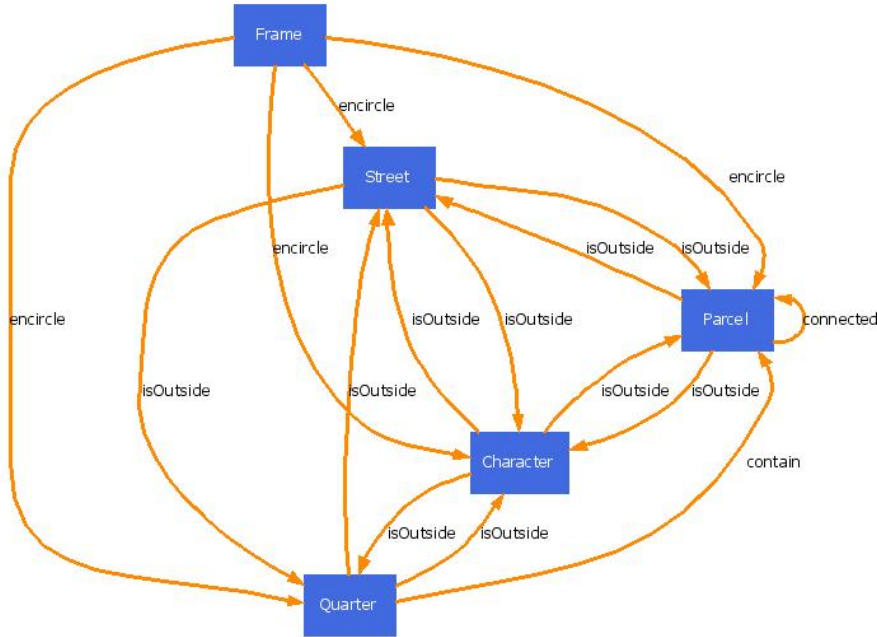 Frame
encircle
Street
encircle
encircle
isOutside
isOutside
encircle
isOutside
isOutside
Parcel
connected
isOutside
isOutside
isOutside
isOutside
Character
contain
isOutside
isOutside
Quarter